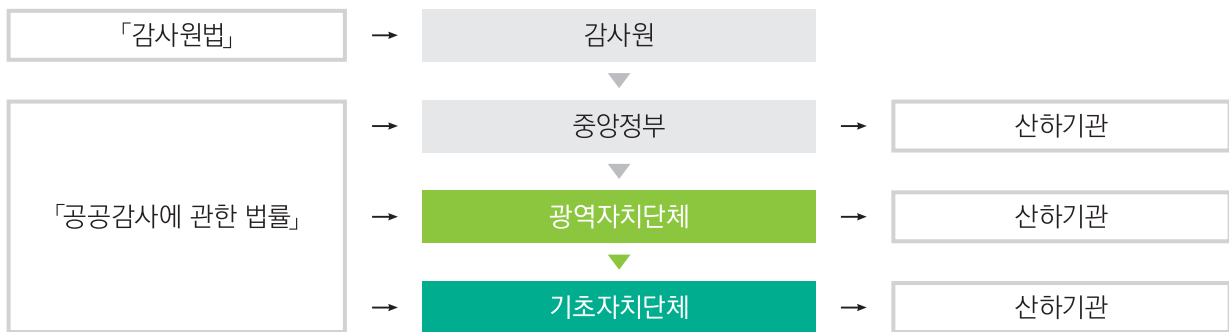 「감사원법」
감사원
중앙정부
산하기관
「공공감사에 관한 법률」
광역자치단체
산하기관
기초자치단체
산하기관